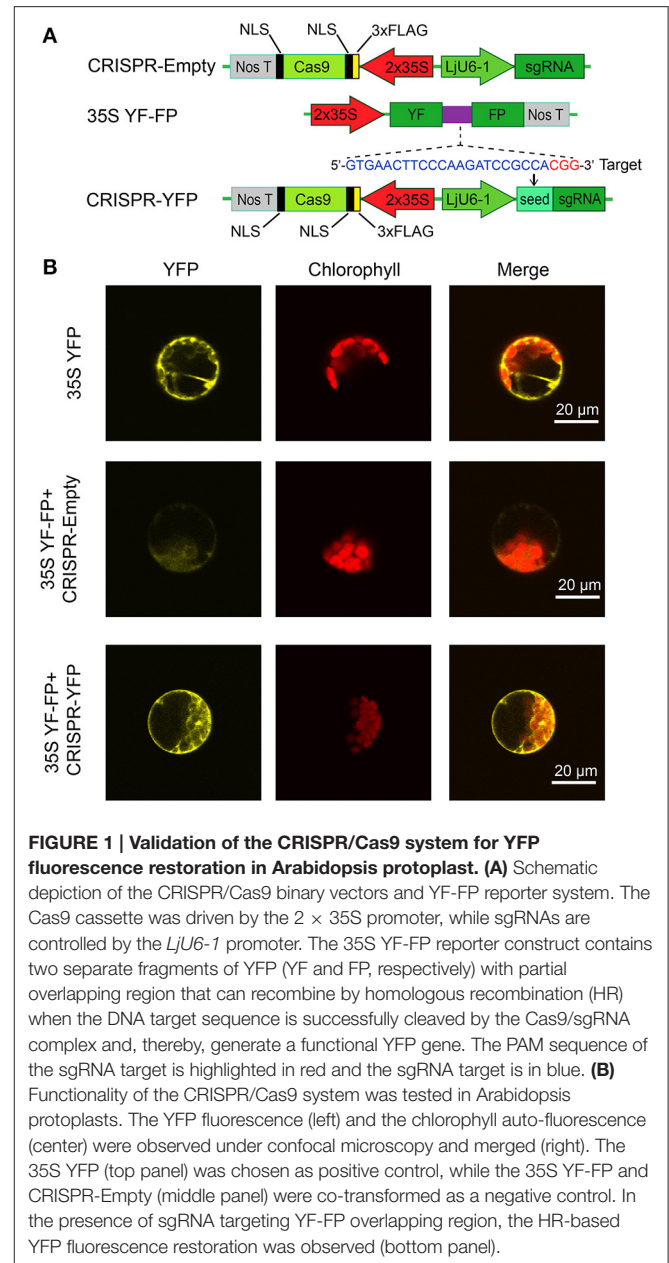 A
NLS NLS 3xFLAG
CRISPR-Empty Nos T Cas9 2x35S LjU6-1 sgRNA
35S YF-FP 2x35S YF FP Nos T
5'-GTGAACTTCCCAAGATCCGCCACGG-3' Target
CRISPR-YFP Nos T Cas9 2x35S LjU6-1 seed sgRNA
NLS NLS 3xFLAG
B
YFP Chlorophyll Merge
35S YFP
20 µm
35S YF-FP+
CRISPR-Empty
20 µm
35S YF-FP+
CRISPR-YFP
20 µm
FIGURE 1 | Validation of the CRISPR/Cas9 system for YFP
fluorescence restoration in Arabidopsis protoplast. (A) Schematic
depiction of the CRISPR/Cas9 binary vectors and YF-FP reporter system. The
Cas9 cassette was driven by the 2 × 35S promoter, while sgRNAs are
controlled by the LjU6-1 promoter. The 35S YF-FP reporter construct contains
two separate fragments of YFP (YF and FP, respectively) with partial
overlapping region that can recombine by homologous recombination (HR)
when the DNA target sequence is successfully cleaved by the Cas9/sgRNA
complex and, thereby, generate a functional YFP gene. The PAM sequence of
the sgRNA target is highlighted in red and the sgRNA target is in blue. (B)
Functionality of the CRISPR/Cas9 system was tested in Arabidopsis
protoplasts. The YFP fluorescence (left) and the chlorophyll auto-fluorescence
(center) were observed under confocal microscopy and merged (right). The
35S YFP (top panel) was chosen as positive control, while the 35S YF-FP and
CRISPR-Empty (middle panel) were co-transformed as a negative control. In
the presence of sgRNA targeting YF-FP overlapping region, the HR-based
YFP fluorescence restoration was observed (bottom panel).